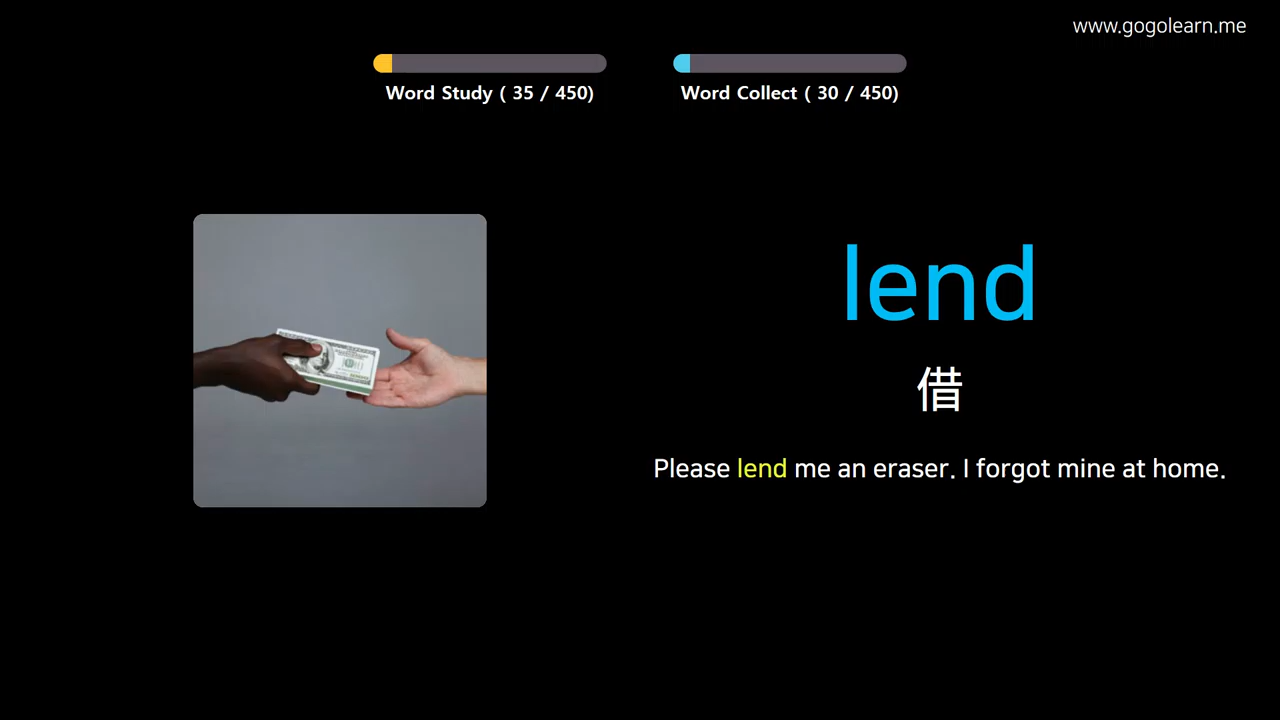 www.gogolearn.me
Word Study ( 35 / 450)
Word Collect ( 30 / 450)
lend
借
Please lend me an eraser. I forgot mine at home.